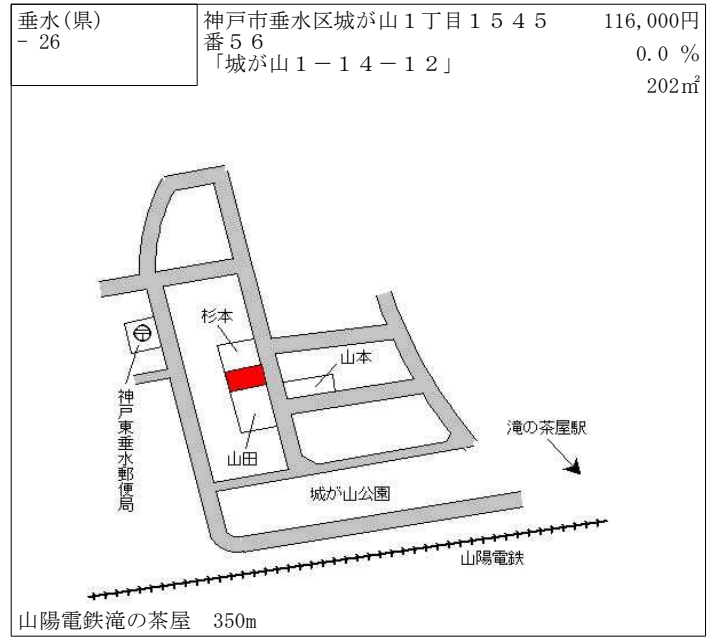 垂水(県)
- 26
神戸市垂水区城が山１丁目１５４５
番５６
「城が山１－１４－１２」
116,000円
0.0 %
202㎡
杉本
山本
神戸東垂水郵便局
山田
滝の茶屋駅
城が山公園
山陽電鉄
山陽電鉄滝の茶屋　350m